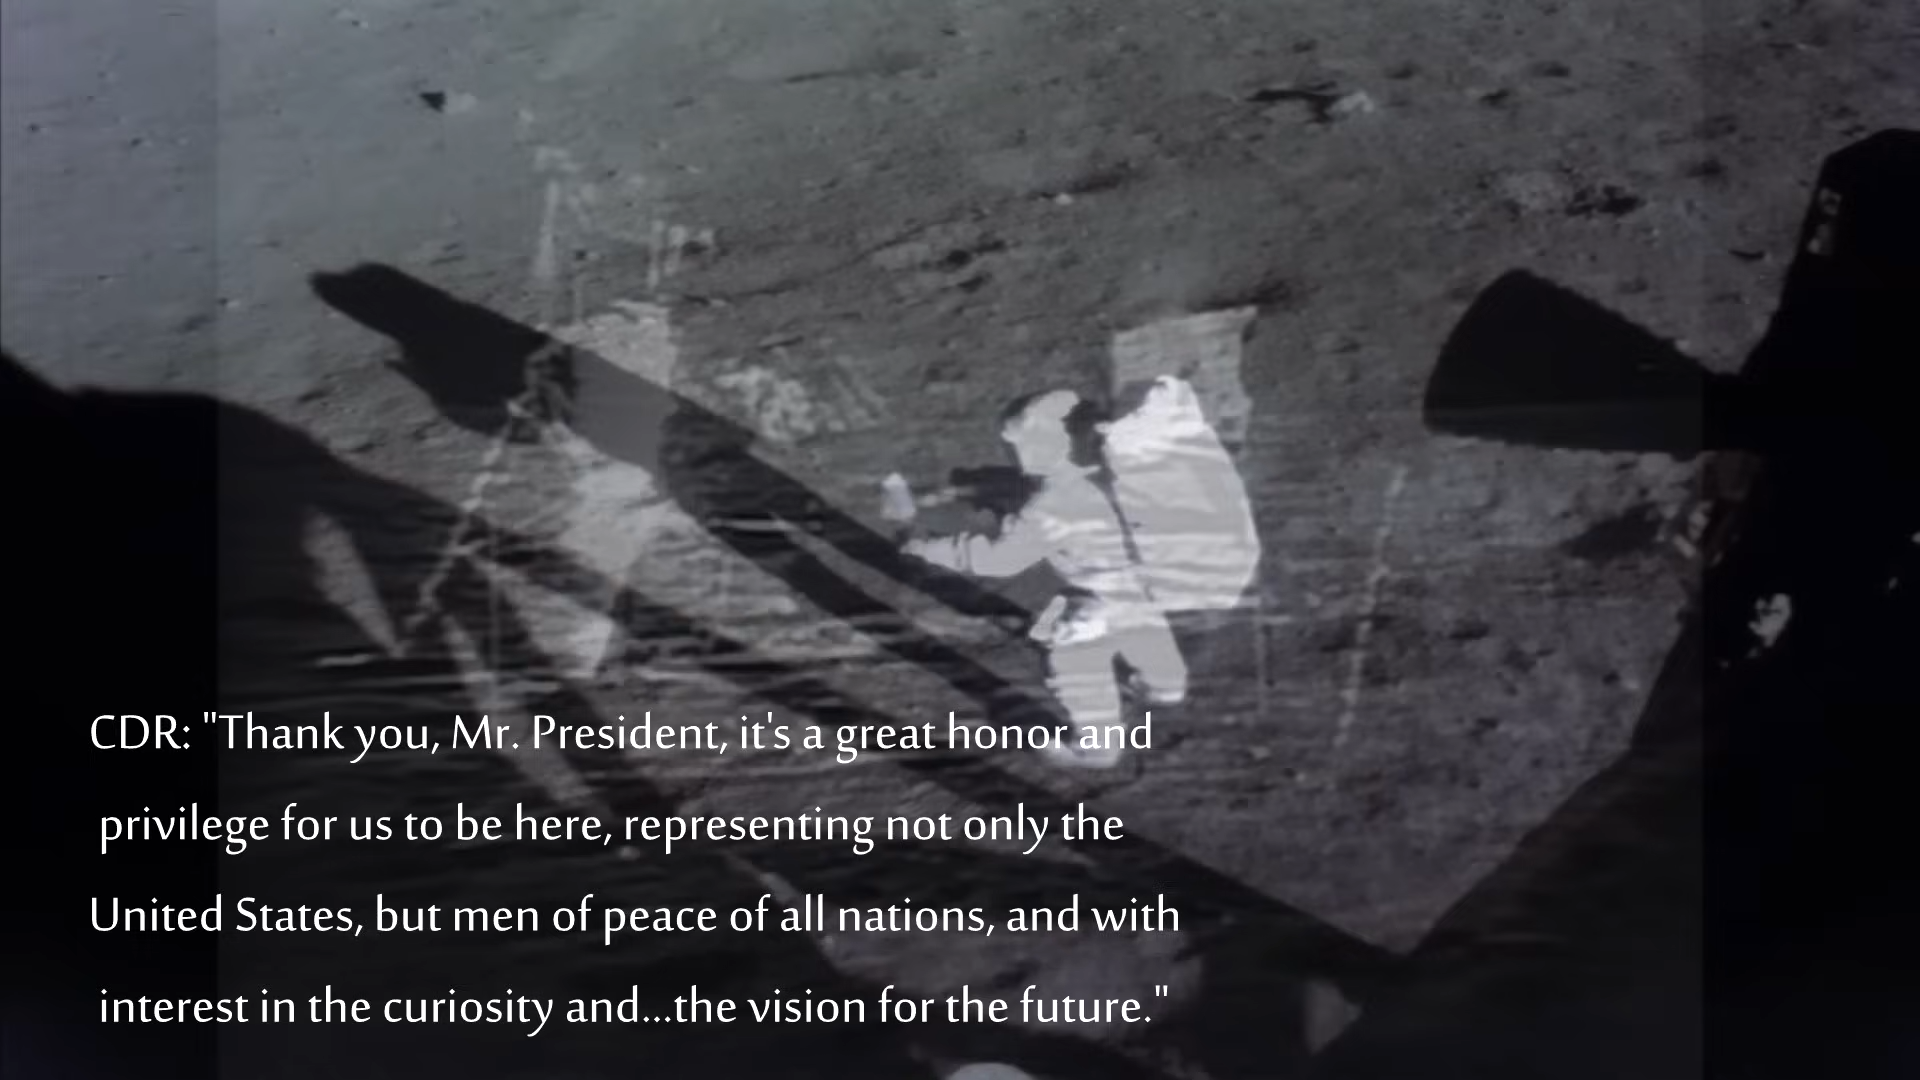 CDR: "Thank you, Mr. President, it's a great honor and
privilege for us to be here, representing not only the
United States, but men of peace of all nations, and with
interest in the curiosity and...the vision for the future."